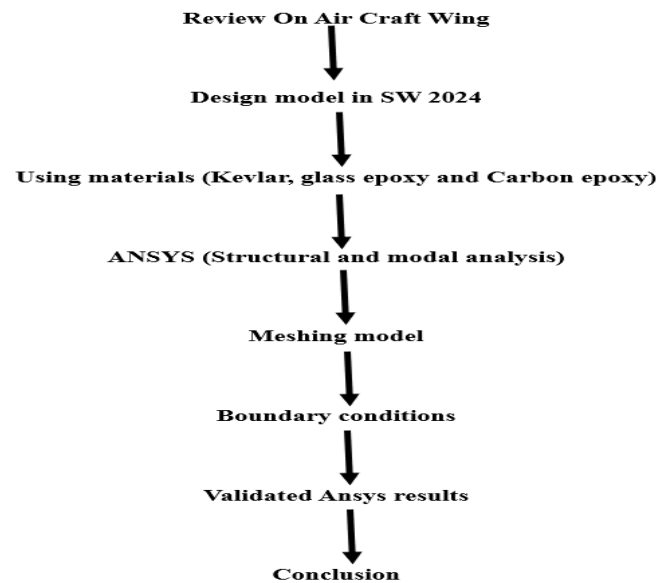 Review On Air Craft Wing
Design model in SW 2024
Using materials (Kevlar, glass epoxy and Carbon epoxy)
ANSYS (Structural and modal analysis)
Meshing model
Boundary conditions
Validated Ansys results
Conclusion